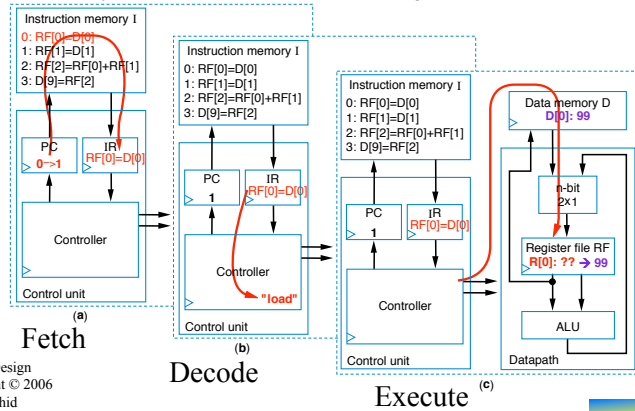 Instruction memory I
0: RF[0]=D[0]
1: RF[1]=D[1]
2: RF[2]=RF[0]+RF[1]
3: D[9]=RF[2]
PC
0->1
IR
RF[0]=D[0]
Controller
Control unit
(a)
Fetch
Instruction memory I
0: RF[0]=D[0]
1: RF[1]=D[1]
2: RF[2]=RF[0]+RF[1]
3: D[9]=RF[2]
PC
1
IR
RF[0]=D[0]
Controller
"load"
Control unit
(b)
Decode
Instruction memory I
0: RF[0]=D[0]
1: RF[1]=D[1]
2: RF[2]=RF[0]+RF[1]
3: D[9]=RF[2]
PC
1
IR
RF[0]=D[0]
Controller
Control unit
Data memory D
D[0]: 99
n-bit
2x1
Register file RF
R[0]: ?? → 99
ALU
Datapath
(c)
Execute
esign
t © 2006
hid